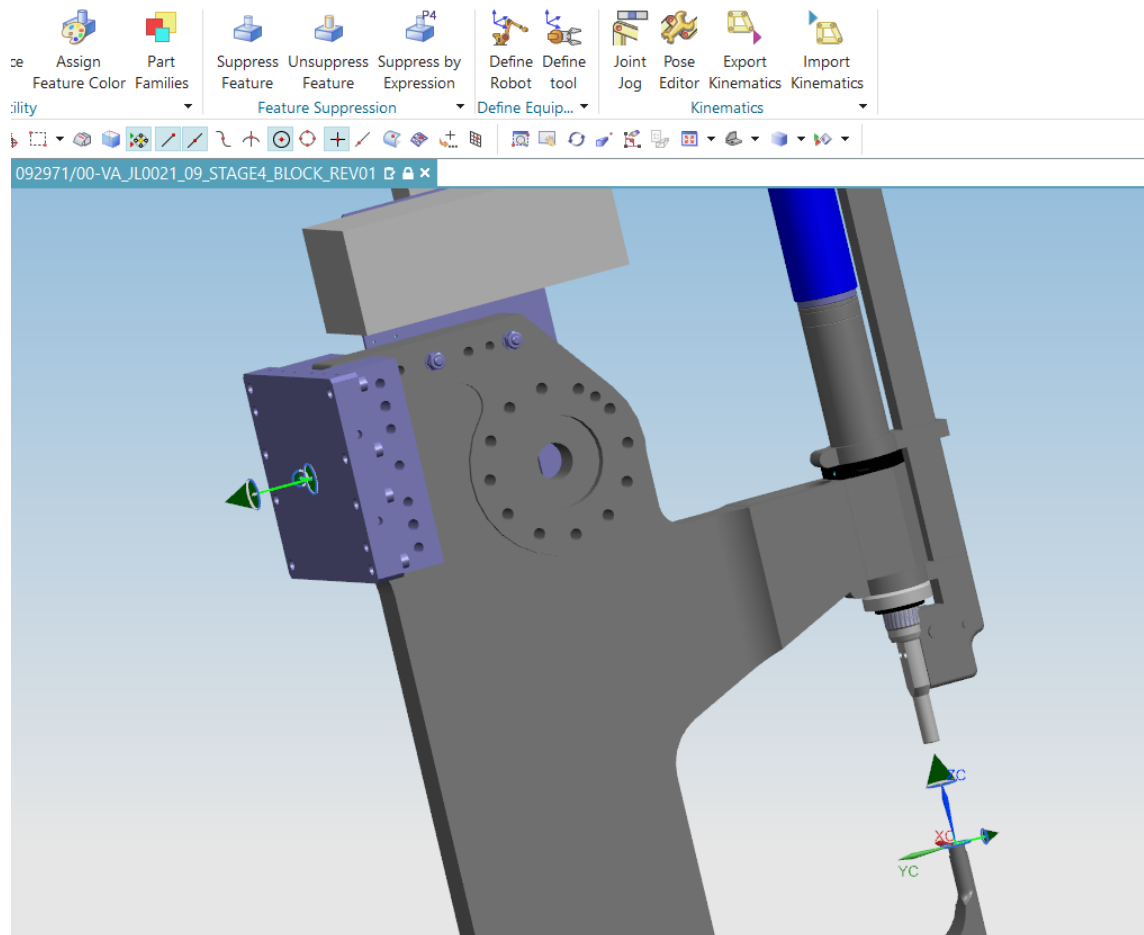 P4
ce Assign Part Suppress Unsuppress Suppress by Define Define Joint Pose Export Import
Feature Color Families Feature Feature Expression Robot tool Jog Editor Kinematics Kinematics
ility Feature Suppression Define Equip... Kinematics
092971/00-VA_JL0021_09_STAGE4_BLOCK_REV01
ZC
XC
YC